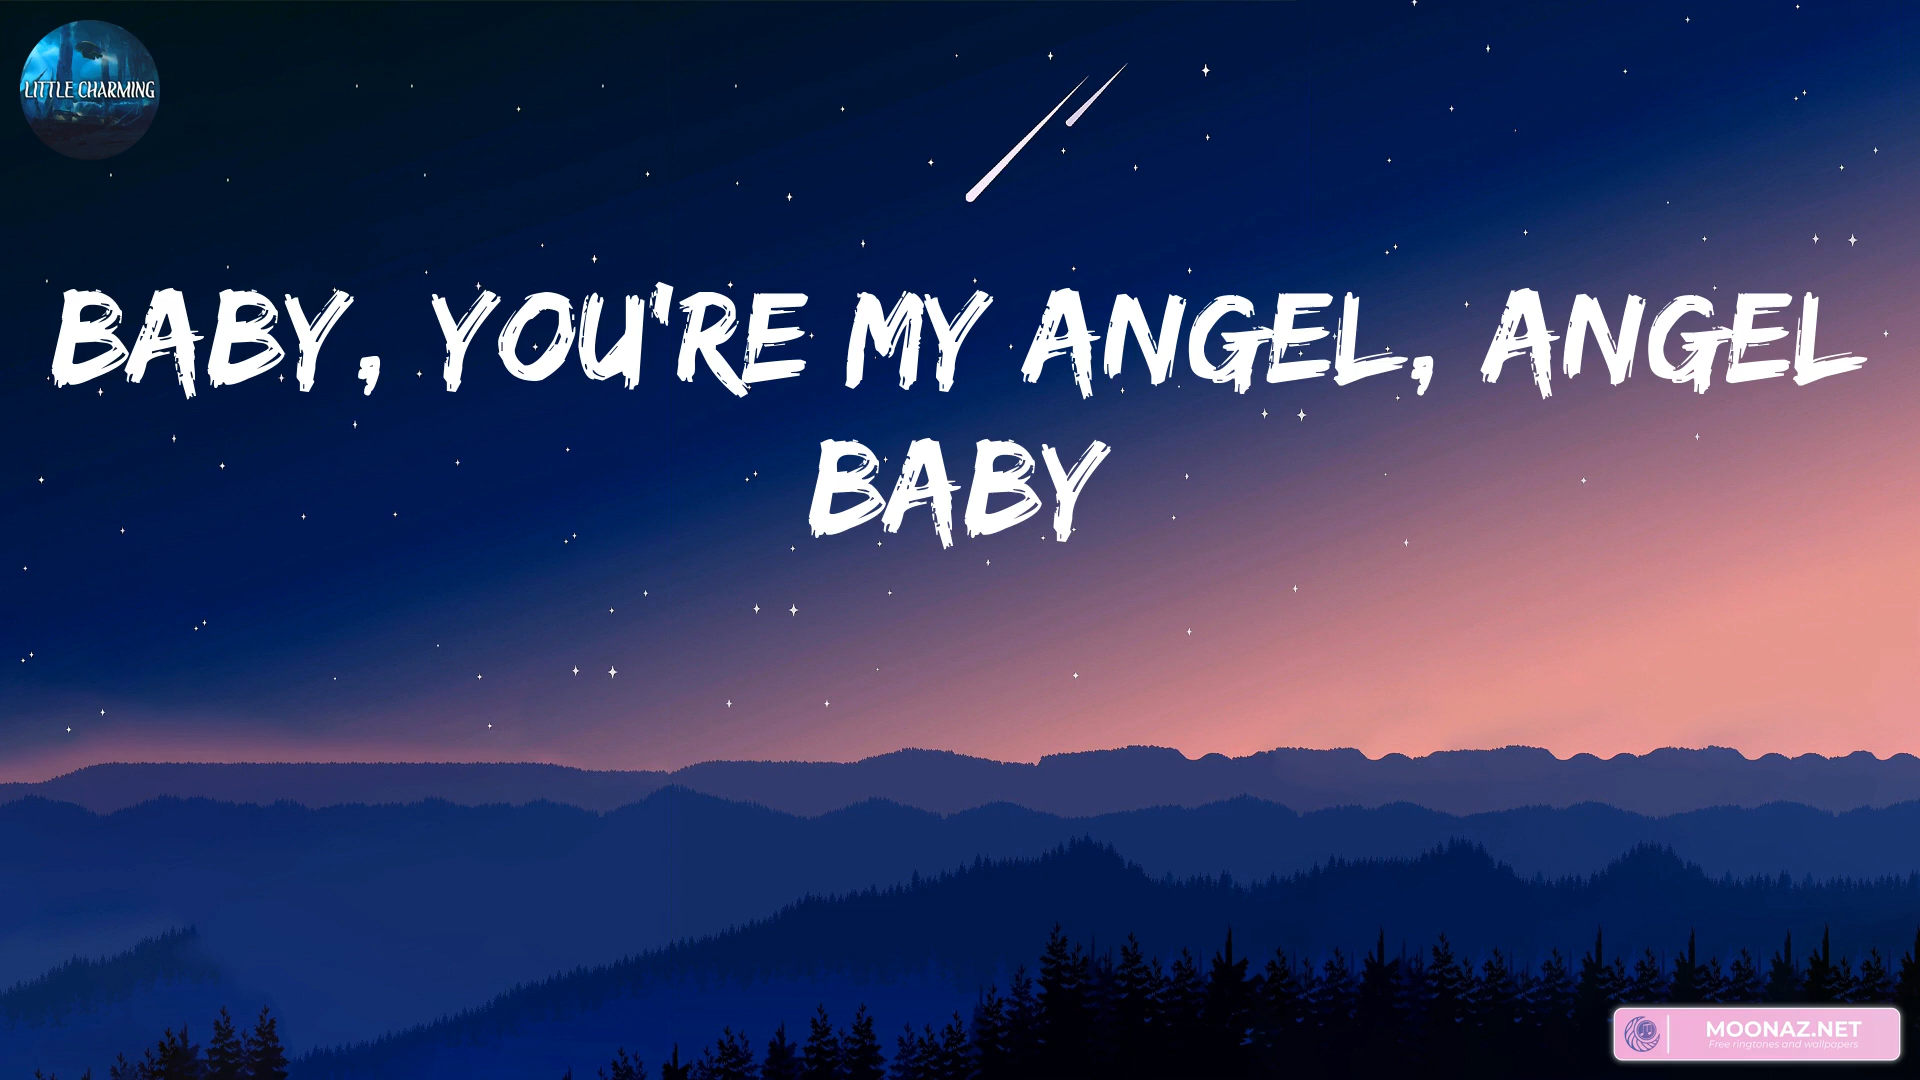 LITTLE CHARMING
BABY, YOU'RE MY ANGEL, ANGEL
BABY
MOONAZ.NET
Free ringtones and wallpapers